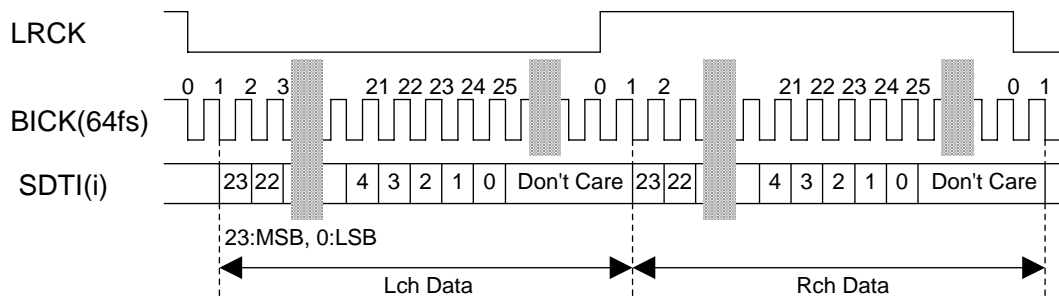 LRCK
0 1 2 3 21 22 23 24 25 0 1 2 21 22 23 24 25 0 1
BICK(64fs)
SDTI(i) 23 22 4 3 2 1 0 Don't Care 23 22 4 3 2 1 0 Don't Care
23:MSB, 0:LSB
Lch Data Rch Data